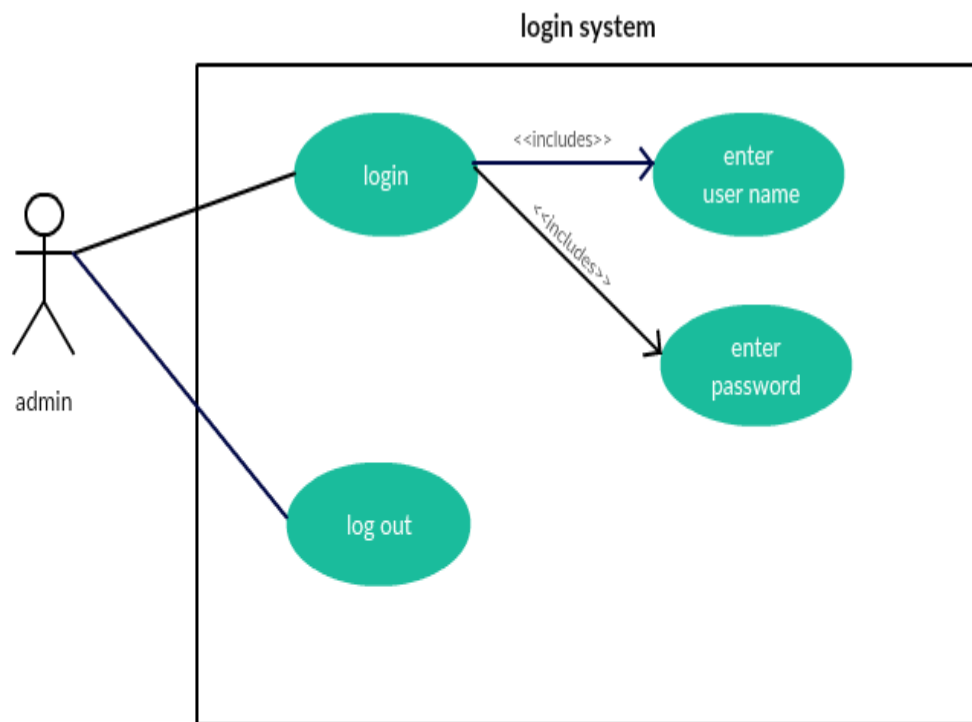 login system
login
<<includes>>
enter
user name
<<includes>>
enter
password
admin
log out